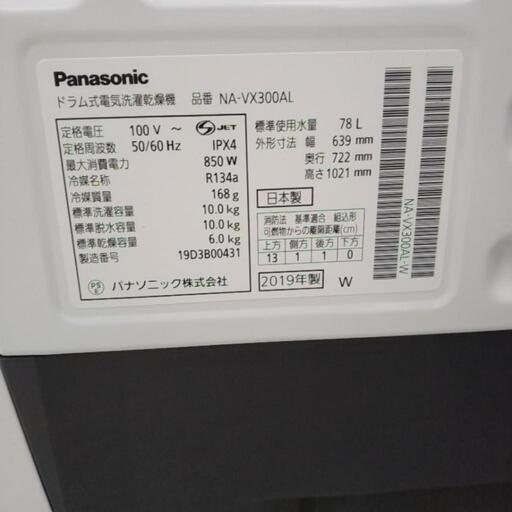 Panasonic
ドラム式電気洗濯乾燥機 品番 NA-VX300AL
定格電圧 100 V ～ S JET
定格周波数 50/60 Hz IPX4
最大消費電力 850 W
冷媒名称 R134a
冷媒質量 168 g
標準洗濯容量 10.0 kg
標準脱水容量 10.0 kg
標準乾燥容量 6.0 kg
製造番号 19D3B00431
PS E パナソニック株式会社
標準使用水量 78 L
外形寸法 幅 639 mm
奥行 722 mm
高さ 1021 mm
日本製
消防法 基準適合 組込形
可燃物からの離隔距離(cm)
上方 側方 後方 下方
13 1 1 0
2019年製 W
NA-VX300AL-W